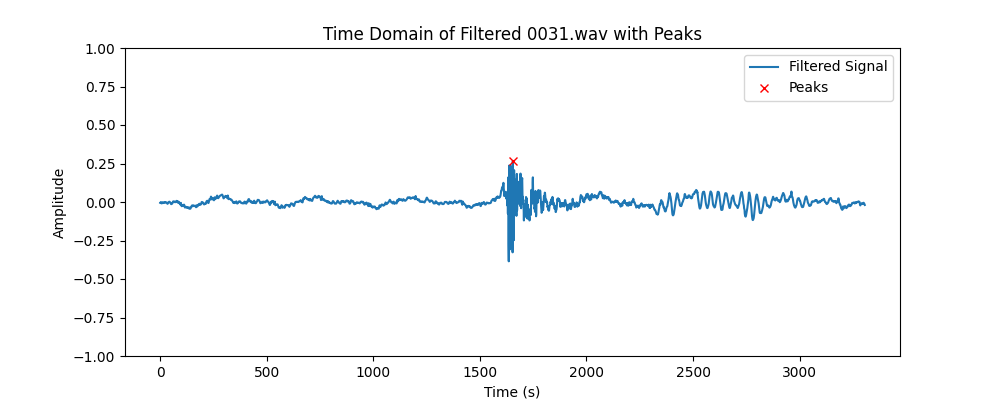 Time Domain of Filtered 0031.wav with Peaks
1.00
0.75
0.50
0.25
0.00
−0.25
−0.50
−0.75
−1.00
Amplitude
Filtered Signal
Peaks
0 500 1000 1500 2000 2500 3000
Time (s)